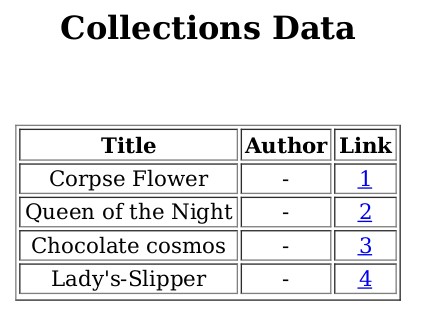 Collections Data
Title Author Link
Corpse Flower - 1
Queen of the Night - 2
Chocolate cosmos - 3
Lady's-Slipper - 4